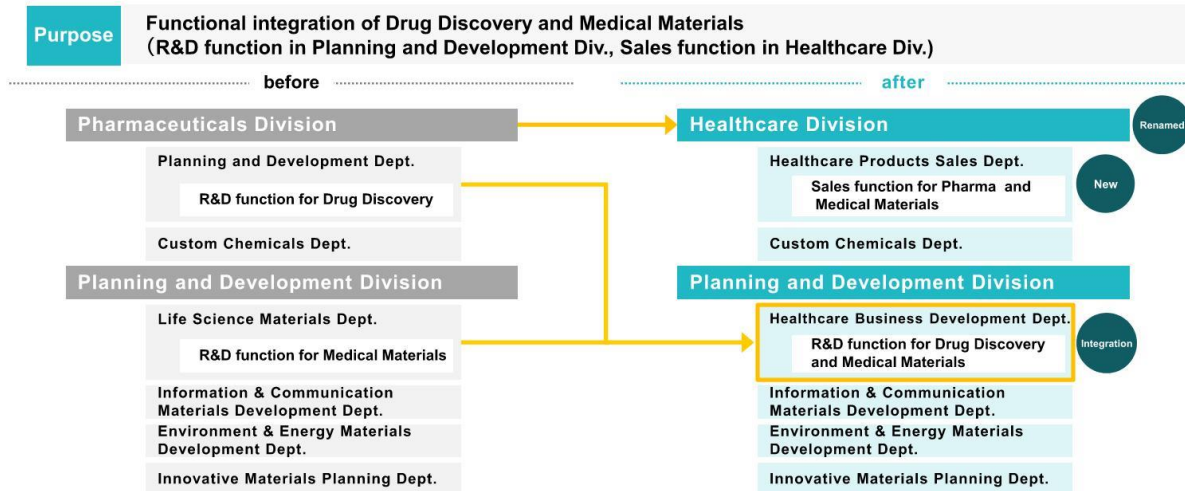 Purpose
Functional integration of Drug Discovery and Medical Materials
(R&D function in Planning and Development Div., Sales function in Healthcare Div.)
before
after
Pharmaceuticals Division
Planning and Development Dept.
R&D function for Drug Discovery
Custom Chemicals Dept.
Planning and Development Division
Life Science Materials Dept.
R&D function for Medical Materials
Information & Communication
Materials Development Dept.
Environment & Energy Materials
Development Dept.
Innovative Materials Planning Dept.
Healthcare Division
Renamed
Healthcare Products Sales Dept.
Sales function for Pharma and
Medical Materials
New
Custom Chemicals Dept.
Planning and Development Division
Healthcare Business Development Dept.
R&D function for Drug Discovery
and Medical Materials
Integration
Information & Communication
Materials Development Dept.
Environment & Energy Materials
Development Dept.
Innovative Materials Planning Dept.